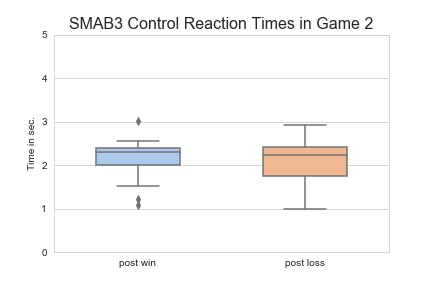 SMAB3 Control Reaction Times in Game 2
5
4
3
2
1
0
Time in sec.
post win
post loss